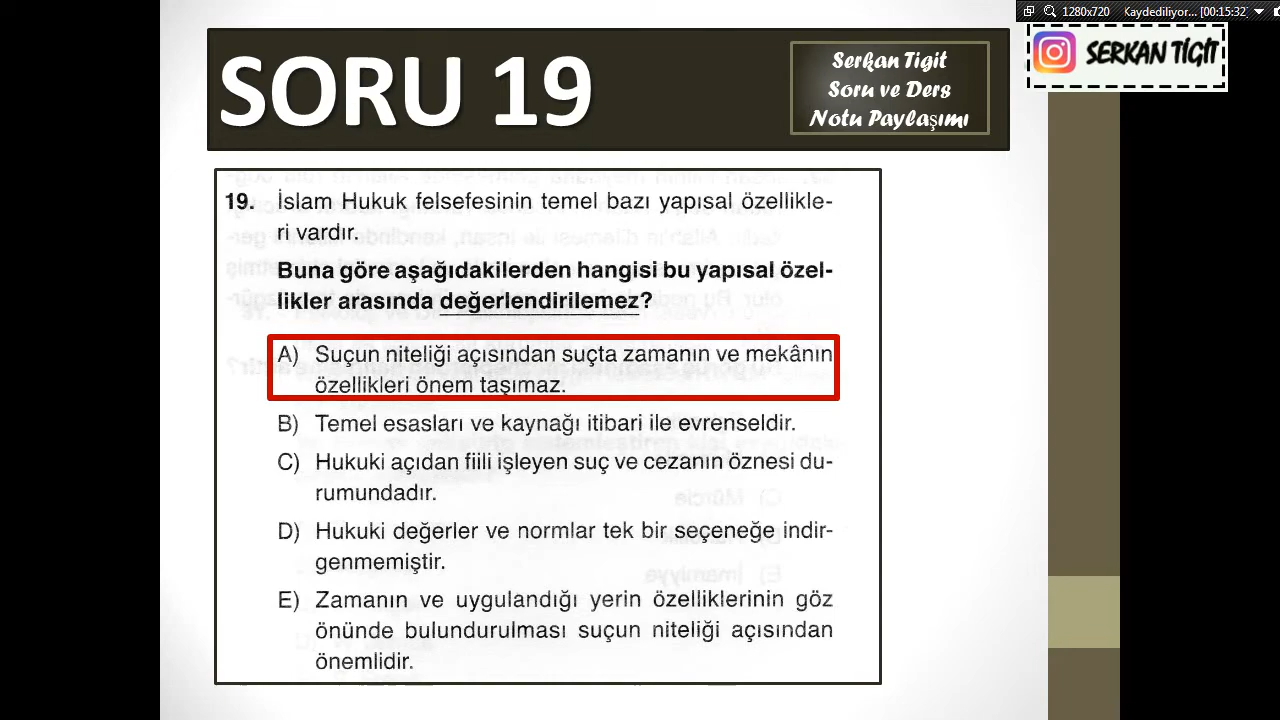 1280x720 Kaydediliyor... [00:15:32]
SERKAN TİGİT
SORU 19
Serkan Tigit
Soru ve Ders
Notu Paylaşımı
19. İslam Hukuk felsefesinin temel bazı yapısal özellikle-
ri vardır.
Buna göre aşağıdakilerden hangisi bu yapısal özel-
likler arasında değerlendirilemez?
A) Suçun niteliği açısından suçta zamanın ve mekânın
özellikleri önem taşımaz.
B) Temel esasları ve kaynağı itibari ile evrenseldir.
C) Hukuki açıdan fiili işleyen suç ve cezanın öznesi du-
rumundadır.
D) Hukuki değerler ve normlar tek bir seçeneğe indir-
genmemiştir.
E) Zamanın ve uygulandığı yerin özelliklerinin göz
önünde bulundurulması suçun niteliği açısından
önemlidir.